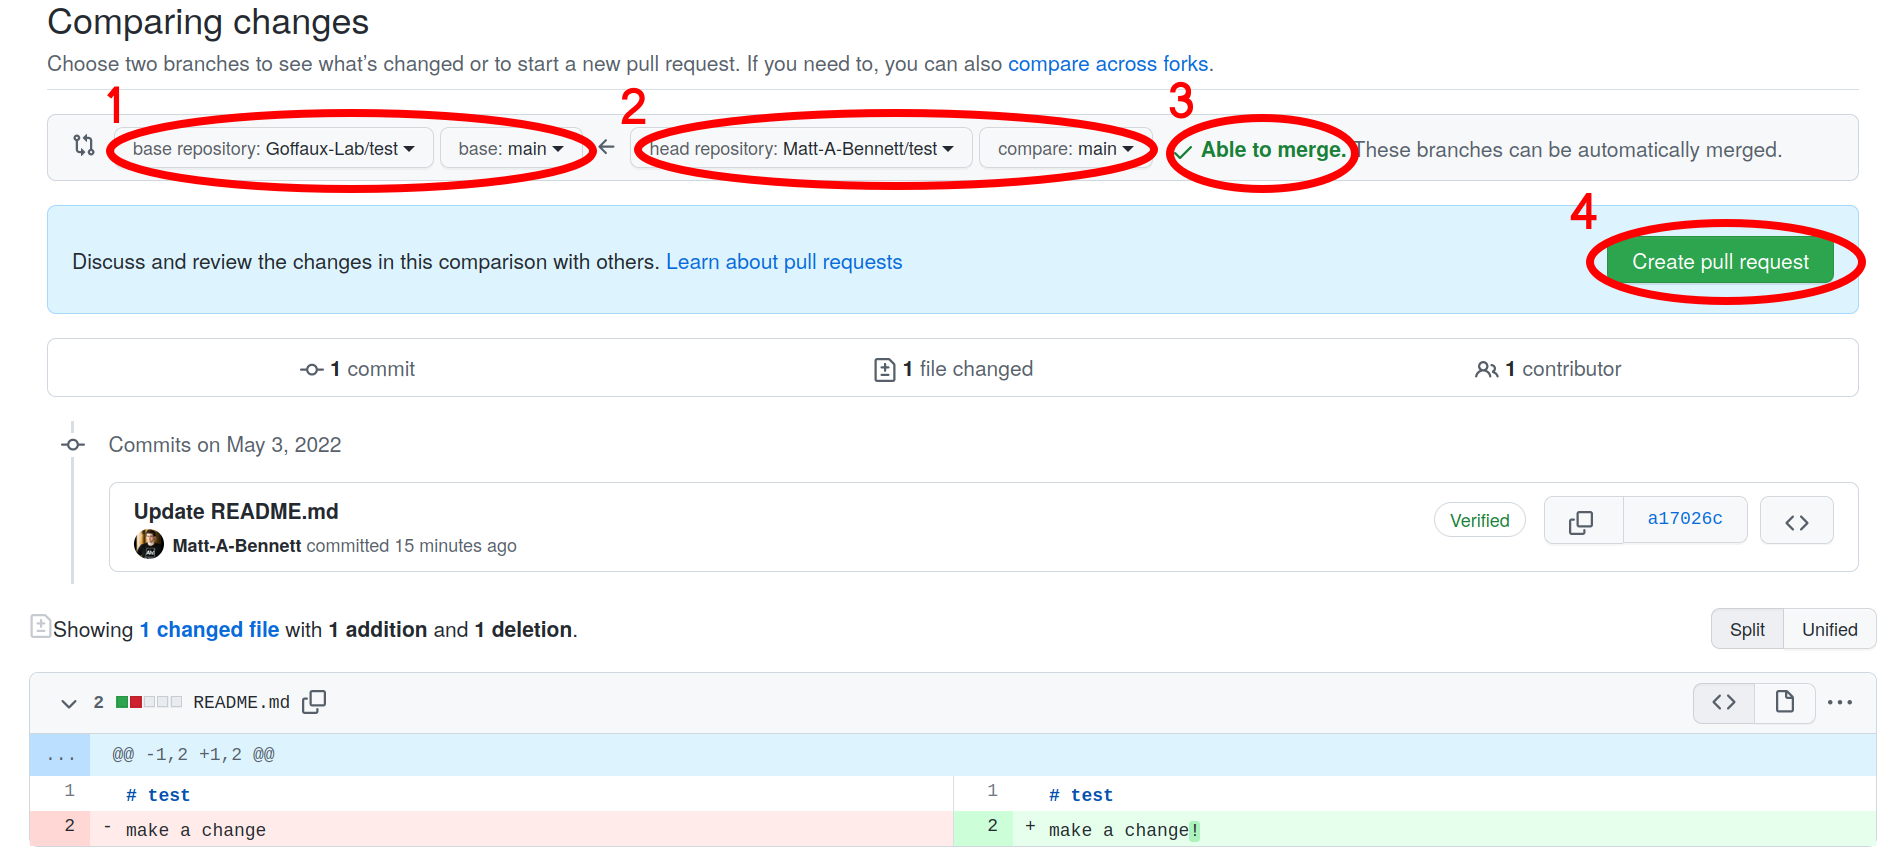 Comparing changes
Choose two branches to see what's changed or to start a new pull request. If you need to, you can also compare across forks.
1 2 3
base repository: Goffaux-Lab/test base: main head repository: Matt-A-Bennett/test compare: main Able to merge. These branches can be automatically merged.
4
Discuss and review the changes in this comparison with others. Learn about pull requests Create pull request
1 commit 1 file changed 1 contributor
Commits on May 3, 2022
Update README.md
Verified a17026c
Matt-A-Bennett committed 15 minutes ago
Showing 1 changed file with 1 addition and 1 deletion. Split Unified
2 README.md
... @@ -1,2 +1,2 @@
1 # test 1 # test
2 - make a change 2 + make a change!